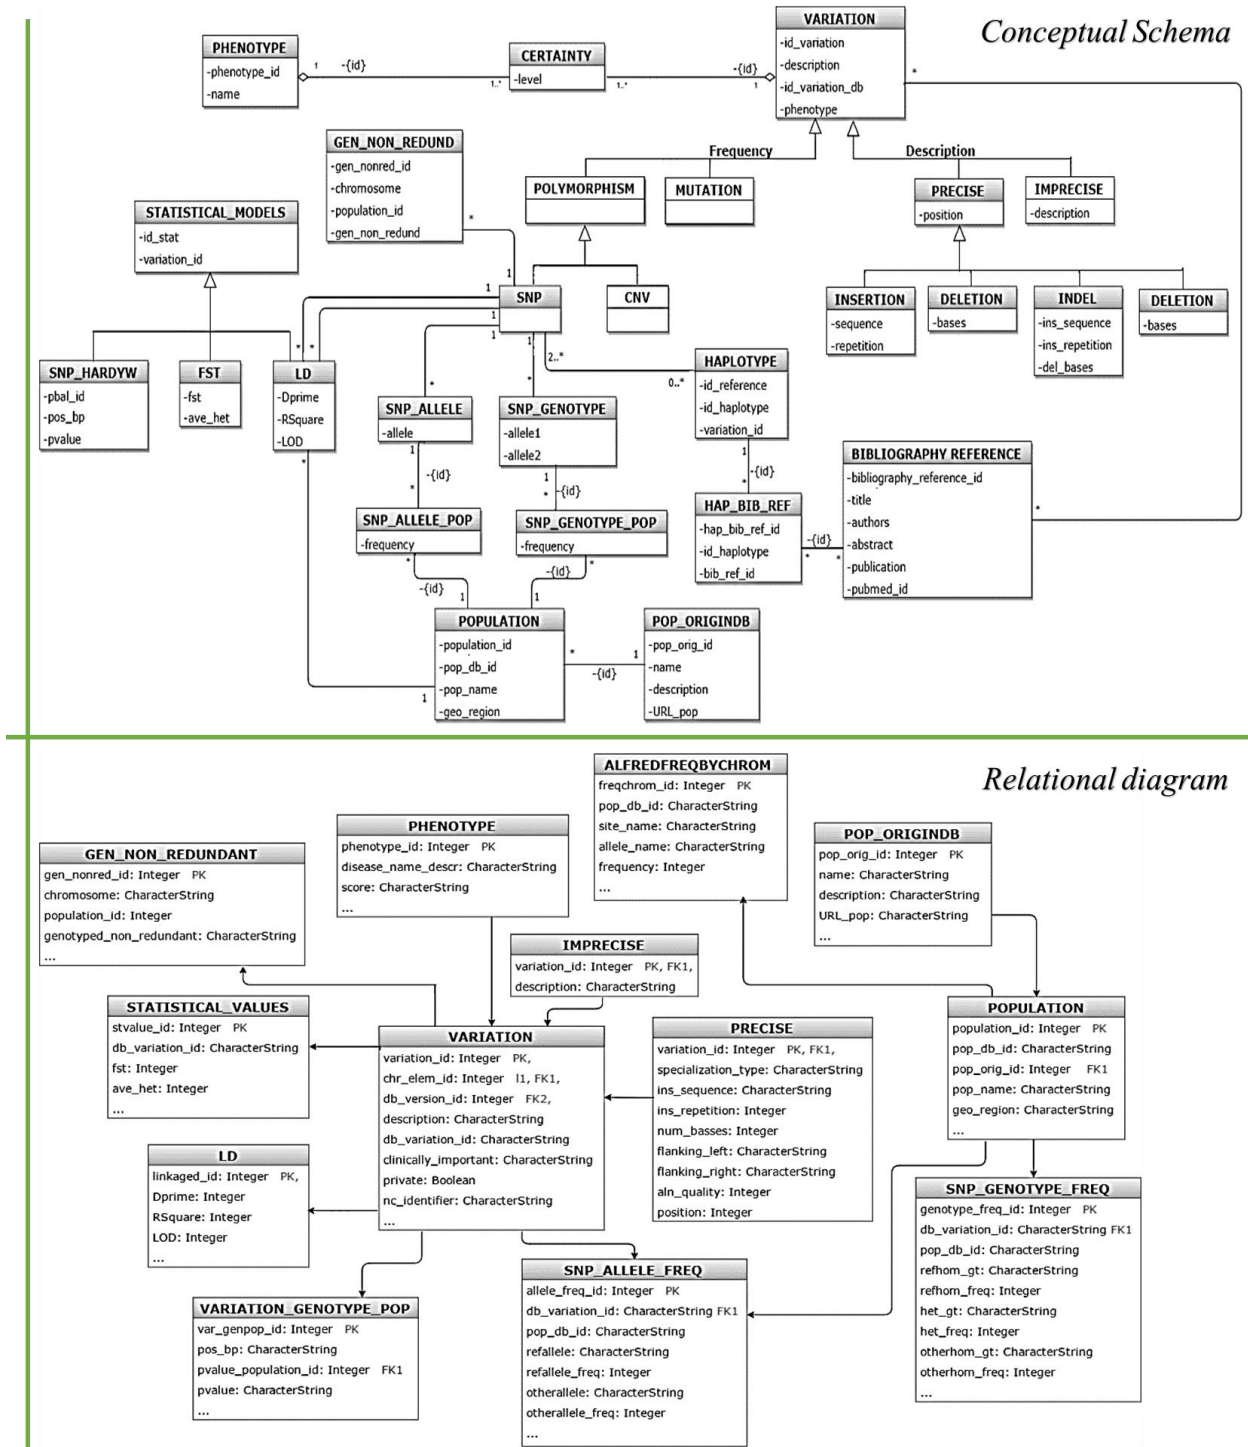 Conceptual Schema
VARIATION
-id_variation
-description
-id_variation_db
-phenotype
PHENOTYPE
-phenotype_id
-name
1
-{id}
1..*
CERTAINTY
-level
1..*
-{id}
1
*
Frequency
Description
GEN_NON_REDUND
-gen_nonred_id
-chromosome
-population_id
-gen_non_redund
*
1
POLYMORPHISM
MUTATION
PRECISE
-position
IMPRECISE
-description
STATISTICAL_MODELS
-id_stat
-variation_id
SNP
1
1
1
1
CNV
INSERTION
-sequence
-repetition
DELETION
-bases
INDEL
-ins_sequence
-ins_repetition
-del_bases
DELETION
-bases
SNP_HARDYW
-pbal_id
-pos_bp
-pvalue
FST
-fst
-ave_het
*
*
LD
-Dprime
-RSquare
-LOD
*
2..*
0..*
HAPLOTYPE
-id_reference
-id_haplotype
-variation_id
*
SNP_ALLELE
-allele
*
SNP_GENOTYPE
-allele1
-allele2
1
-{id}
*
1
-{id}
*
1
-{id}
*
BIBLIOGRAPHY REFERENCE
-bibliography_reference_id
-title
-authors
-abstract
-publication
-pubmed_id
*
SNP_ALLELE_POP
-frequency
SNP_GENOTYPE_POP
-frequency
HAP_BIB_REF
-hap_bib_ref_id
-id_haplotype
-bib_ref_id
-{id}
*
*
*
-{id}
1
*
-{id}
1
POPULATION
-population_id
-pop_db_id
-pop_name
-geo_region
1
*
-{id}
1
POP_ORIGINDB
-pop_orig_id
-name
-description
-URL_pop
Relational diagram
ALFREDFREQBYCHROM
freqchrom_id: Integer PK
pop_db_id: CharacterString
site_name: CharacterString
allele_name: CharacterString
frequency: Integer
...
PHENOTYPE
phenotype_id: Integer PK
disease_name_descr: CharacterString
score: CharacterString
...
POP_ORIGINDB
pop_orig_id: Integer PK
name: CharacterString
description: CharacterString
URL_pop: CharacterString
...
GEN_NON_REDUNDANT
gen_nonred_id: Integer PK
chromosome: CharacterString
population_id: Integer
genotyped_non_redundant: CharacterString
...
IMPRECISE
variation_id: Integer PK, FK1,
description: CharacterString
STATISTICAL_VALUES
stvalue_id: Integer PK
db_variation_id: CharacterString
fst: Integer
ave_het: Integer
...
VARIATION
variation_id: Integer PK,
chr_elem_id: Integer I1, FK1,
db_version_id: Integer FK2,
description: CharacterString
db_variation_id: CharacterString
clinically_important: CharacterString
private: Boolean
nc_identifier: CharacterString
...
PRECISE
variation_id: Integer PK, FK1,
specialization_type: CharacterString
ins_sequence: CharacterString
ins_repetition: Integer
num_basses: Integer
flanking_left: CharacterString
flanking_right: CharacterString
aln_quality: Integer
position: Integer
POPULATION
population_id: Integer PK
pop_db_id: CharacterString
pop_orig_id: Integer FK1
pop_name: CharacterString
geo_region: CharacterString
...
LD
linkaged_id: Integer PK,
Dprime: Integer
RSquare: Integer
LOD: Integer
...
SNP_GENOTYPE_FREQ
genotype_freq_id: Integer PK
db_variation_id: CharacterString FK1
pop_db_id: CharacterString
refhom_gt: CharacterString
refhom_freq: Integer
het_gt: CharacterString
het_freq: Integer
otherhom_gt: CharacterString
otherhom_freq: Integer
...
SNP_ALLELE_FREQ
allele_freq_id: Integer PK
db_variation_id: CharacterString FK1
pop_db_id: CharacterString
refallele: CharacterString
refallele_freq: Integer
otherallele: CharacterString
otherallele_freq: Integer
...
VARIATION_GENOTYPE_POP
var_genpop_id: Integer PK
pos_bp: CharacterString
pvalue_population_id: Integer FK1
pvalue: CharacterString
...